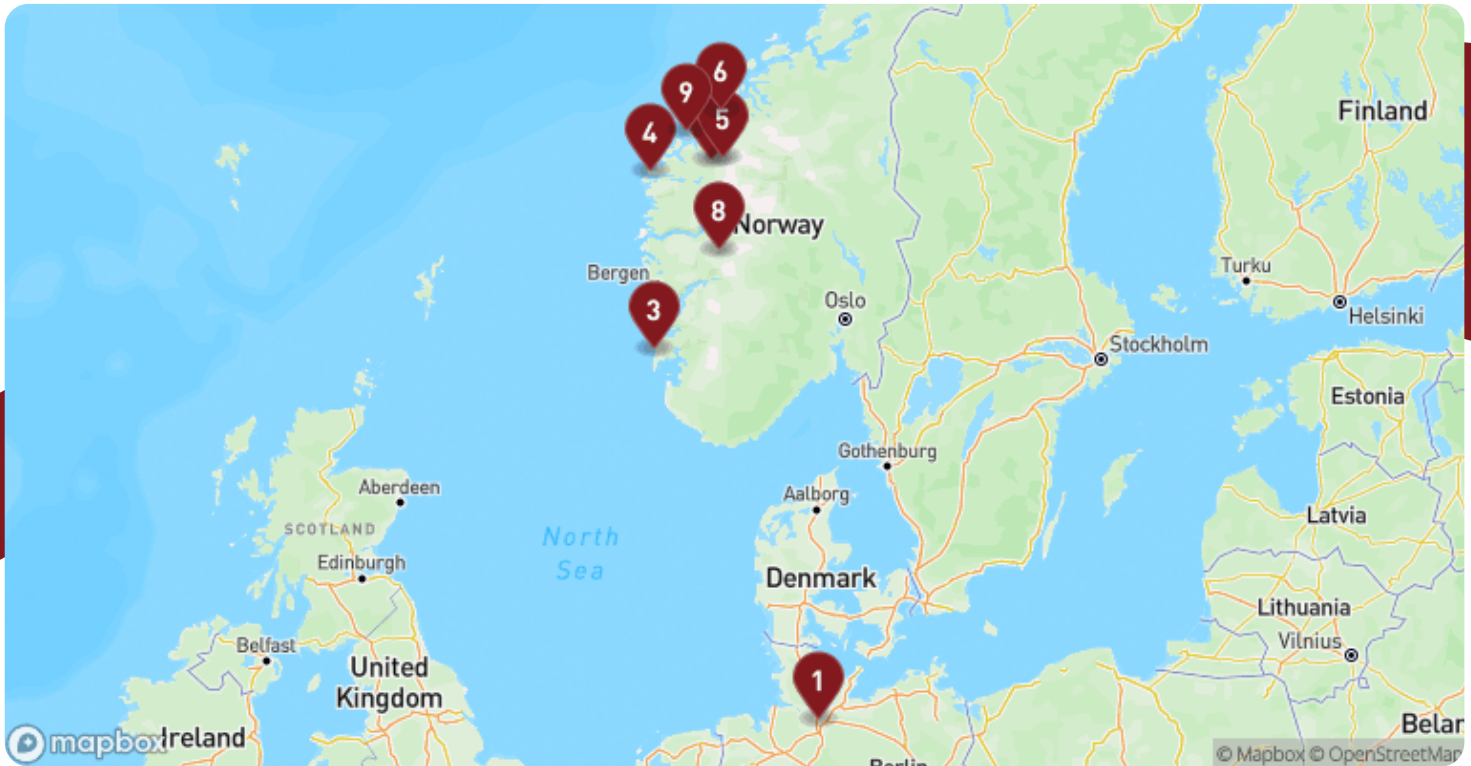 6
9
5
Finland
4
8
Norway
Bergen
Turku
Oslo
Helsinki
3
Stockholm
Estonia
Gothenburg
Aberdeen
Aalborg
SCOTLAND
Latvia
North
Sea
Edinburgh
Denmark
Lithuania
Vilnius
Belfast
United
Kingdom
1
Belar
Ireland
mapbox
© Mapbox © OpenStreetMap
Berlin